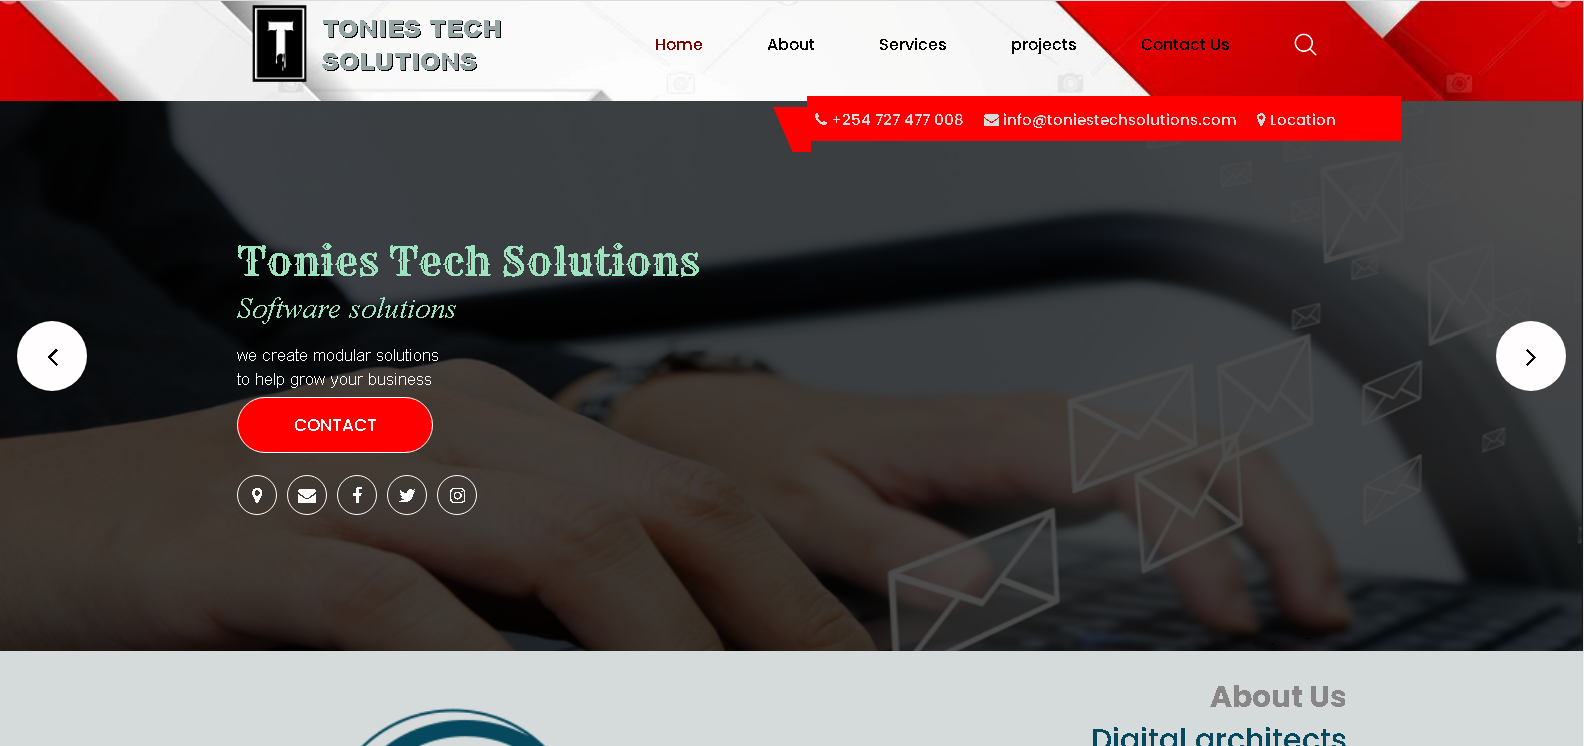 T
TONIES TECH
SOLUTIONS
Home
About
Services
projects
Contact Us
+254 727 477 008
info@toniestechsolutions.com
Location
Tonies Tech Solutions
Software solutions
we create modular solutions
to help grow your business
CONTACT
About Us
Digital architects